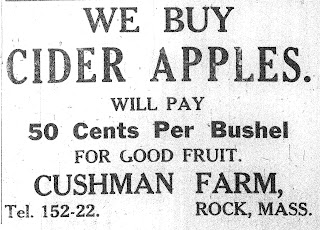 WE BUY
CIDER APPLES.
WILL PAY
50 Cents Per Bushel
FOR GOOD FRUIT.
CUSHMAN FARM,
Tel. 152-22. ROCK, MASS.